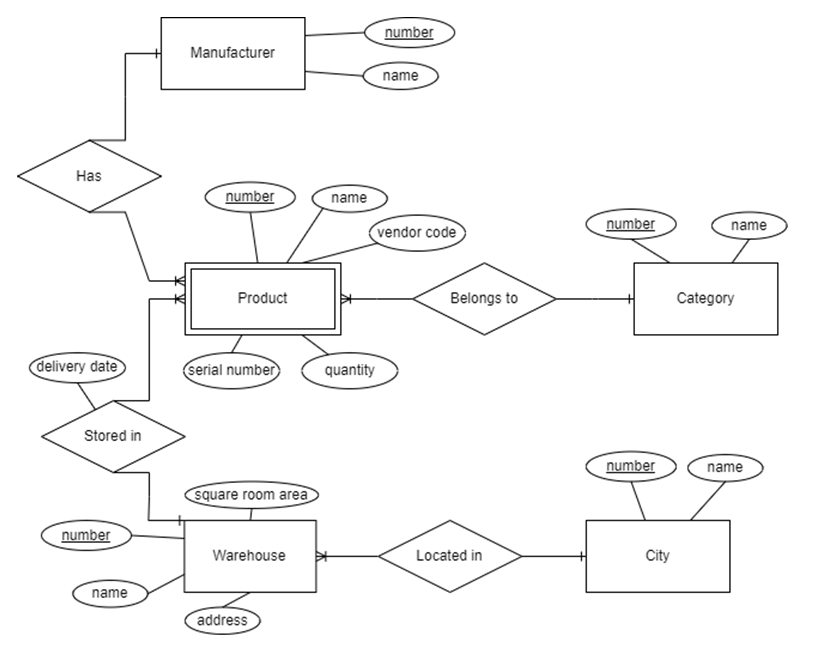 number
Manufacturer
name
Has
number
name
vendor code
number
name
Product
Belongs to
Category
delivery date
serial number
quantity
Stored in
number
name
square room area
number
Warehouse
Located in
City
name
address